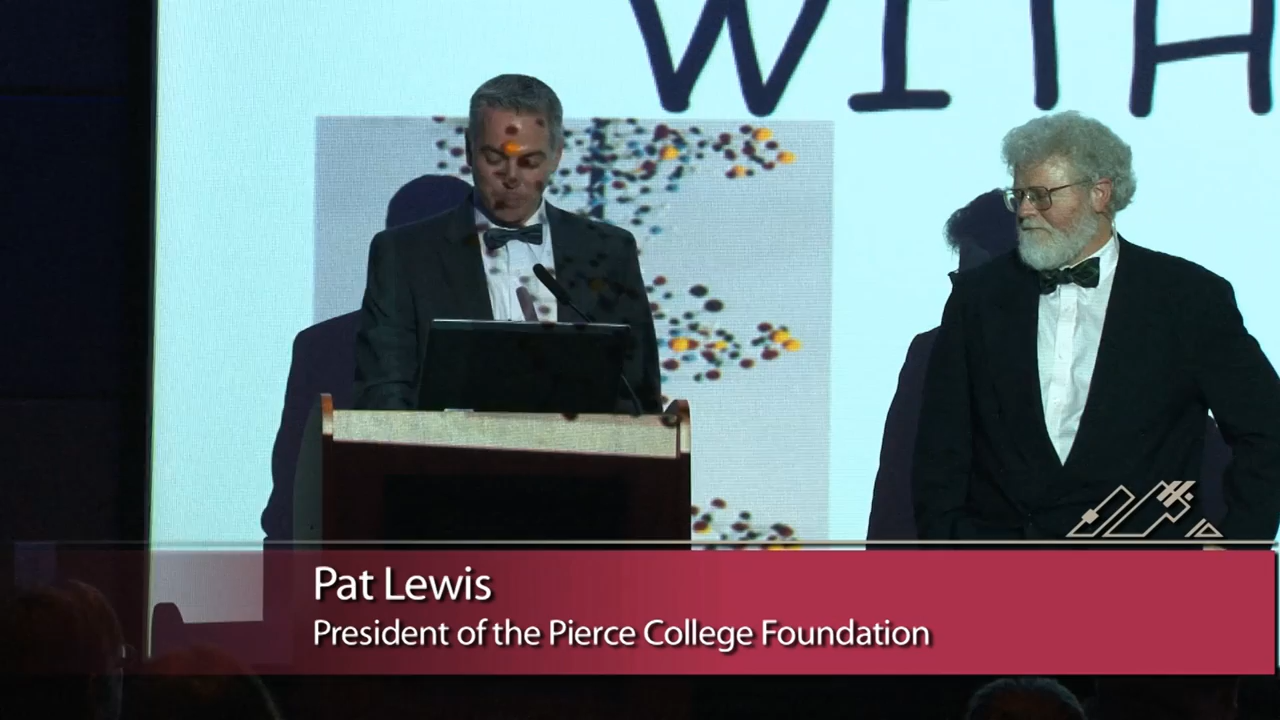 WITH
Pat Lewis
President of the Pierce College Foundation